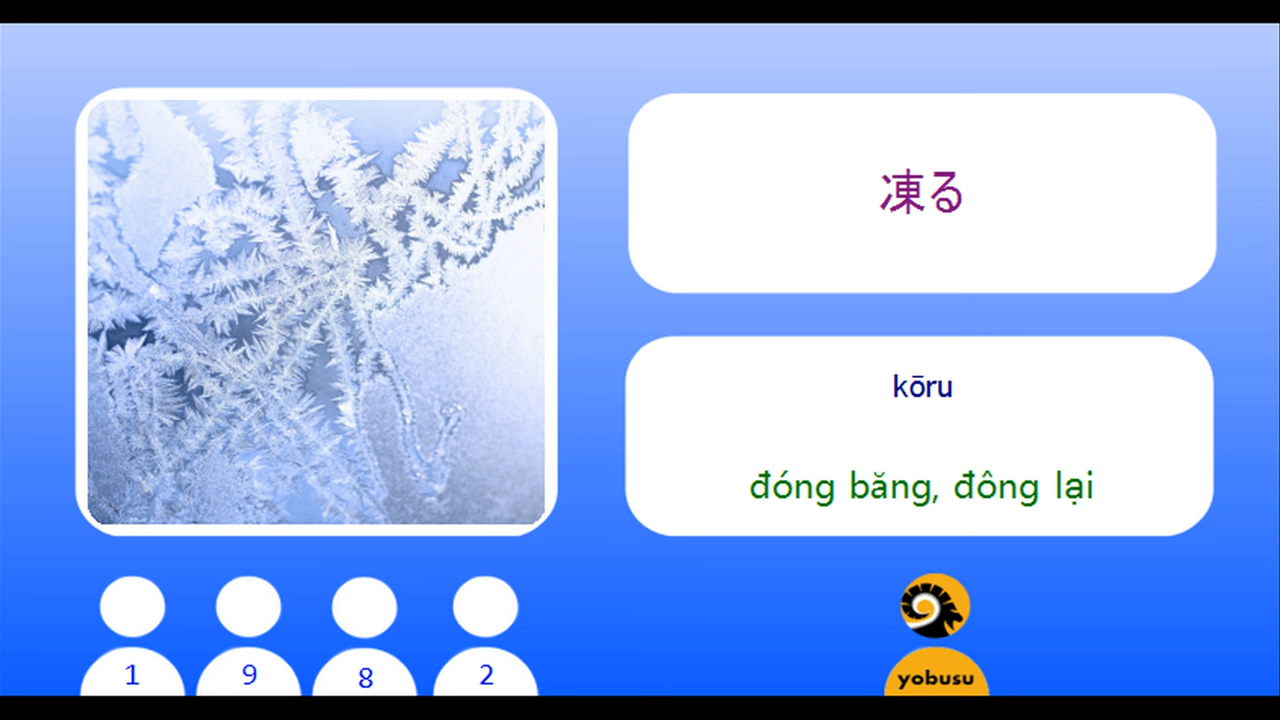 凍る
kōru
đóng băng, đông lại
1 9 8 2
yobusu